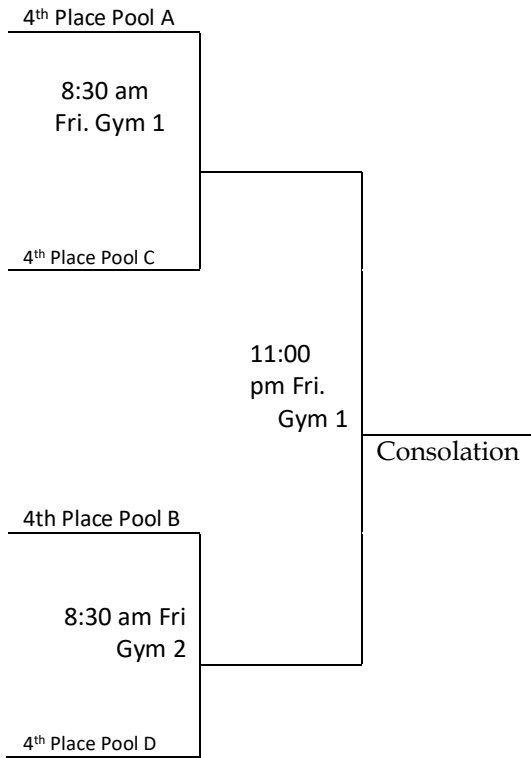 4th Place Pool A
8:30 am
Fri. Gym 1
4th Place Pool C
11:00
pm Fri.
Gym 1
Consolation
4th Place Pool B
8:30 am Fri
Gym 2
4th Place Pool D